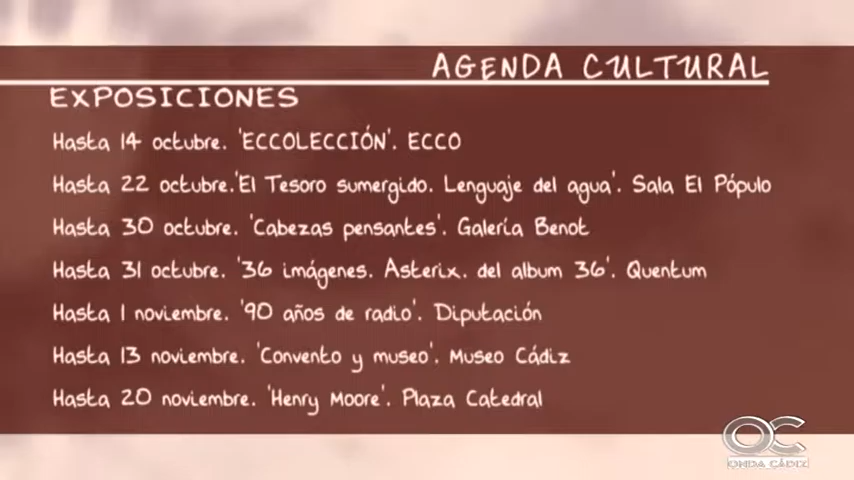 AGENDA CULTURAL
EXPOSICIONES
Hasta 14 octubre. 'ECCOLECCIÓN'. ECCO
Hasta 22 octubre.'El Tesoro sumergido. Lenguaje del agua'. Sala El Pópulo
Hasta 30 octubre. 'Cabezas pensantes'. Galería Benot
Hasta 31 octubre. '36 imágenes. Asterix. del album 36'. Quentum
Hasta 1 noviembre. '90 años de radio'. Diputación
Hasta 13 noviembre. 'Convento y museo'. Museo Cádiz
Hasta 20 noviembre. 'Henry Moore'. Plaza Catedral
OC
ONDA CÁDIZ